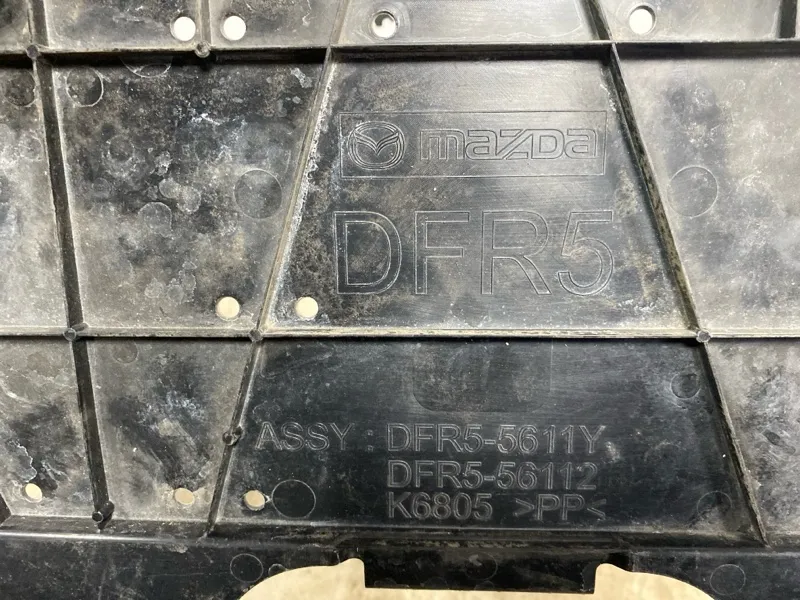 mazda
DFR5
ASSY : DFR5-5611Y
DFR5-56112
K6805 >PP<